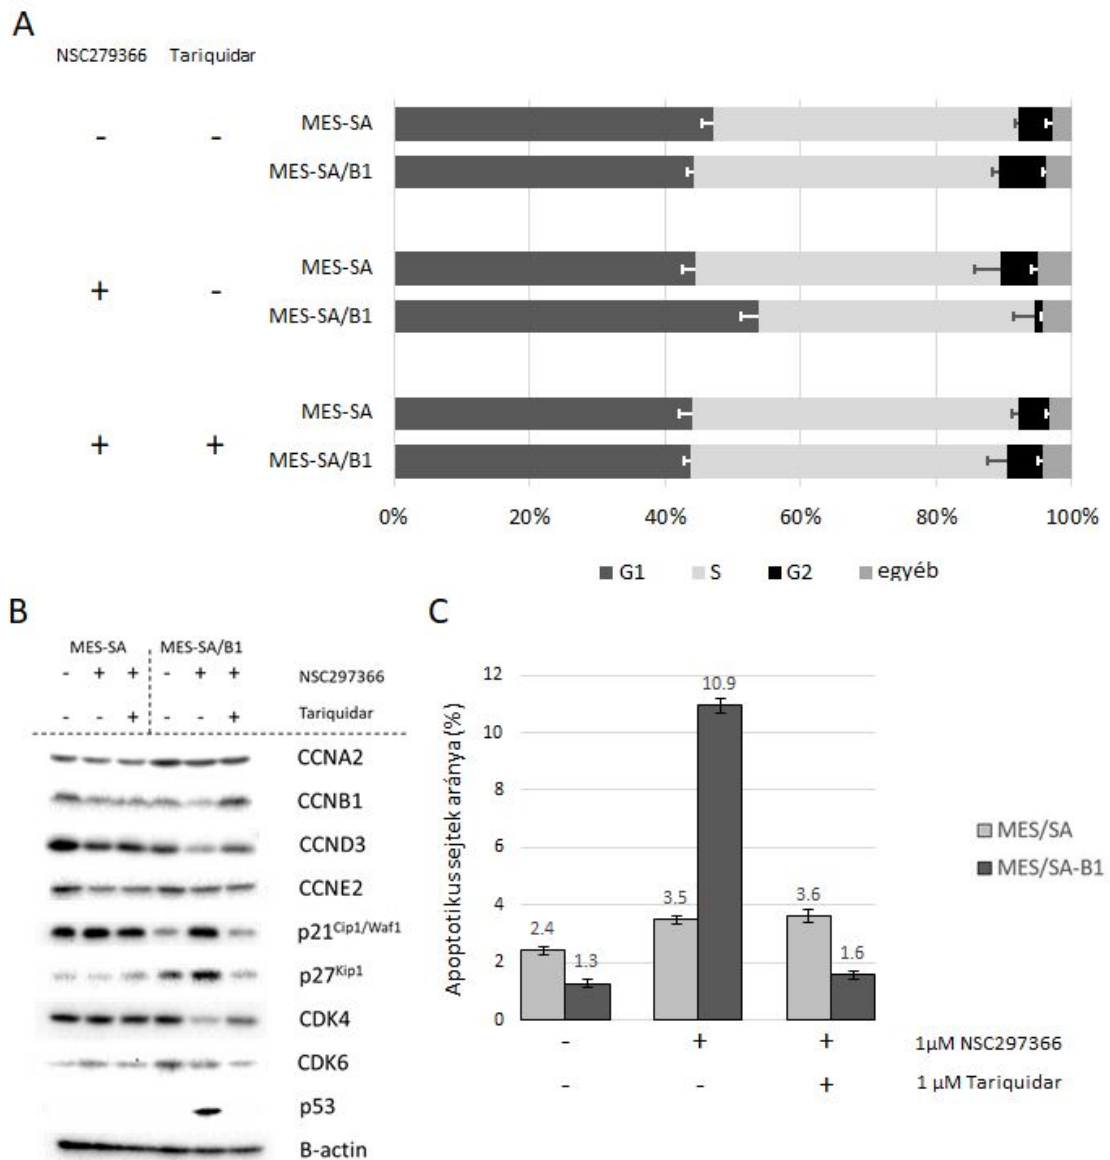 A
NSC279366 Tariquidar
MES-SA
- -
MES-SA/B1
MES-SA
+ -
MES-SA/B1
MES-SA
+ +
MES-SA/B1
0% 20% 40% 60% 80% 100%
G1 S G2 egyéb
B
MES-SA MES-SA/B1
- + + - + + NSC297366
- - + - - + Tariquidar
CCNA2
CCNB1
CCND3
CCNE2
p21Cip1/Waf1
p27Kip1
CDK4
CDK6
p53
B-actin
C
Apoptotikus sejtek aránya (%)
12
10
8
6
4
2
0
2.4
1.3
3.5
10.9
3.6
1.6
MES/SA
MES/SA-B1
- + + 1µM NSC297366
- - + 1 µM Tariquidar